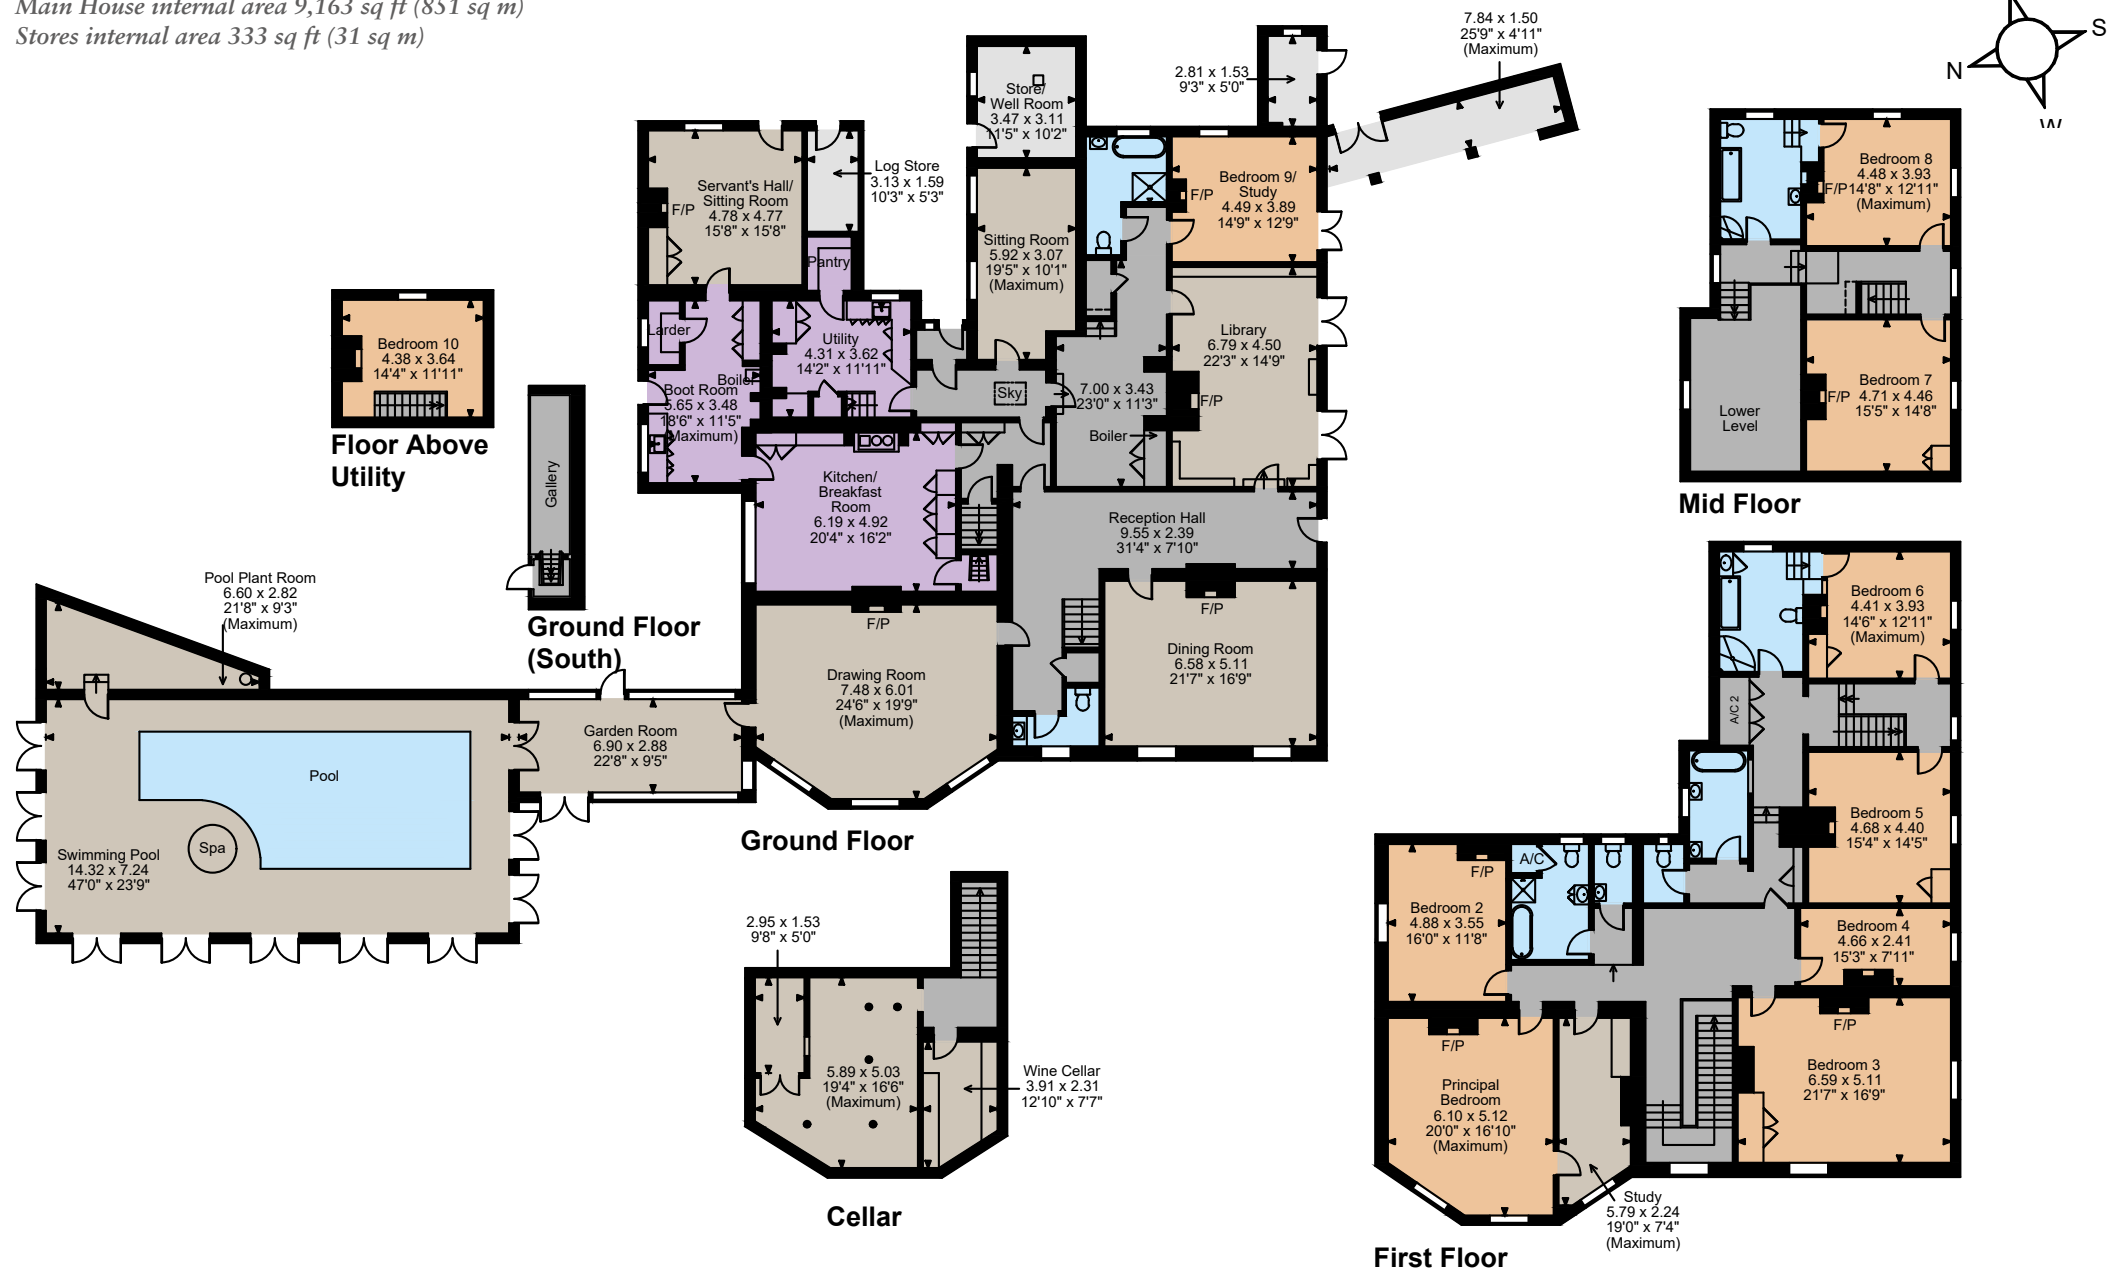 Main House internal area 9,163 sq ft (851 sq m)
Stores internal area 333 sq ft (31 sq m)
7.84 x 1.50
25'9" x 4'11"
(Maximum)
2.81 x 1.53
9'3" x 5'0"
S
N
W
Store/
Well Room
3.47 x 3.11
11'5" x 10'2"
Log Store
3.13 x 1.59
10'3" x 5'3"
Servant's Hall/
Sitting Room
4.78 x 4.77
15'8" x 15'8"
F/P
Pantry
Sitting Room
5.92 x 3.07
19'5" x 10'1"
(Maximum)
Bedroom 9/
Study
4.49 x 3.89
14'9" x 12'9"
F/P
Library
6.79 x 4.50
22'3" x 14'9"
F/P
Larder
Utility
4.31 x 3.62
14'2" x 11'11"
Boiler
Boot Room
5.65 x 3.48
18'6" x 11'5"
(Maximum)
Sky
7.00 x 3.43
23'0" x 11'3"
Boiler
Kitchen/
Breakfast
Room
6.19 x 4.92
20'4" x 16'2"
Reception Hall
9.55 x 2.39
31'4" x 7'10"
F/P
Dining Room
6.58 x 5.11
21'7" x 16'9"
F/P
Drawing Room
7.48 x 6.01
24'6" x 19'9"
(Maximum)
Garden Room
6.90 x 2.88
22'8" x 9'5"
Pool Plant Room
6.60 x 2.82
21'8" x 9'3"
(Maximum)
Pool
Spa
Swimming Pool
14.32 x 7.24
47'0" x 23'9"
Ground Floor
Bedroom 10
4.38 x 3.64
14'4" x 11'11"
Floor Above
Utility
Gallery
Ground Floor
(South)
2.95 x 1.53
9'8" x 5'0"
5.89 x 5.03
19'4" x 16'6"
(Maximum)
Wine Cellar
3.91 x 2.31
12'10" x 7'7"
Cellar
Bedroom 8
4.48 x 3.93
F/P
14'8" x 12'11"
(Maximum)
Bedroom 7
4.71 x 4.46
F/P
15'5" x 14'8"
Lower
Level
Mid Floor
Bedroom 6
4.41 x 3.93
14'6" x 12'11"
(Maximum)
A/C 2
Bedroom 5
4.68 x 4.40
15'4" x 14'5"
Bedroom 4
4.66 x 2.41
15'3" x 7'11"
A/C
F/P
Bedroom 2
4.88 x 3.55
16'0" x 11'8"
F/P
Bedroom 3
6.59 x 5.11
21'7" x 16'9"
F/P
Principal
Bedroom
6.10 x 5.12
20'0" x 16'10"
(Maximum)
Study
5.79 x 2.24
19'0" x 7'4"
(Maximum)
First Floor